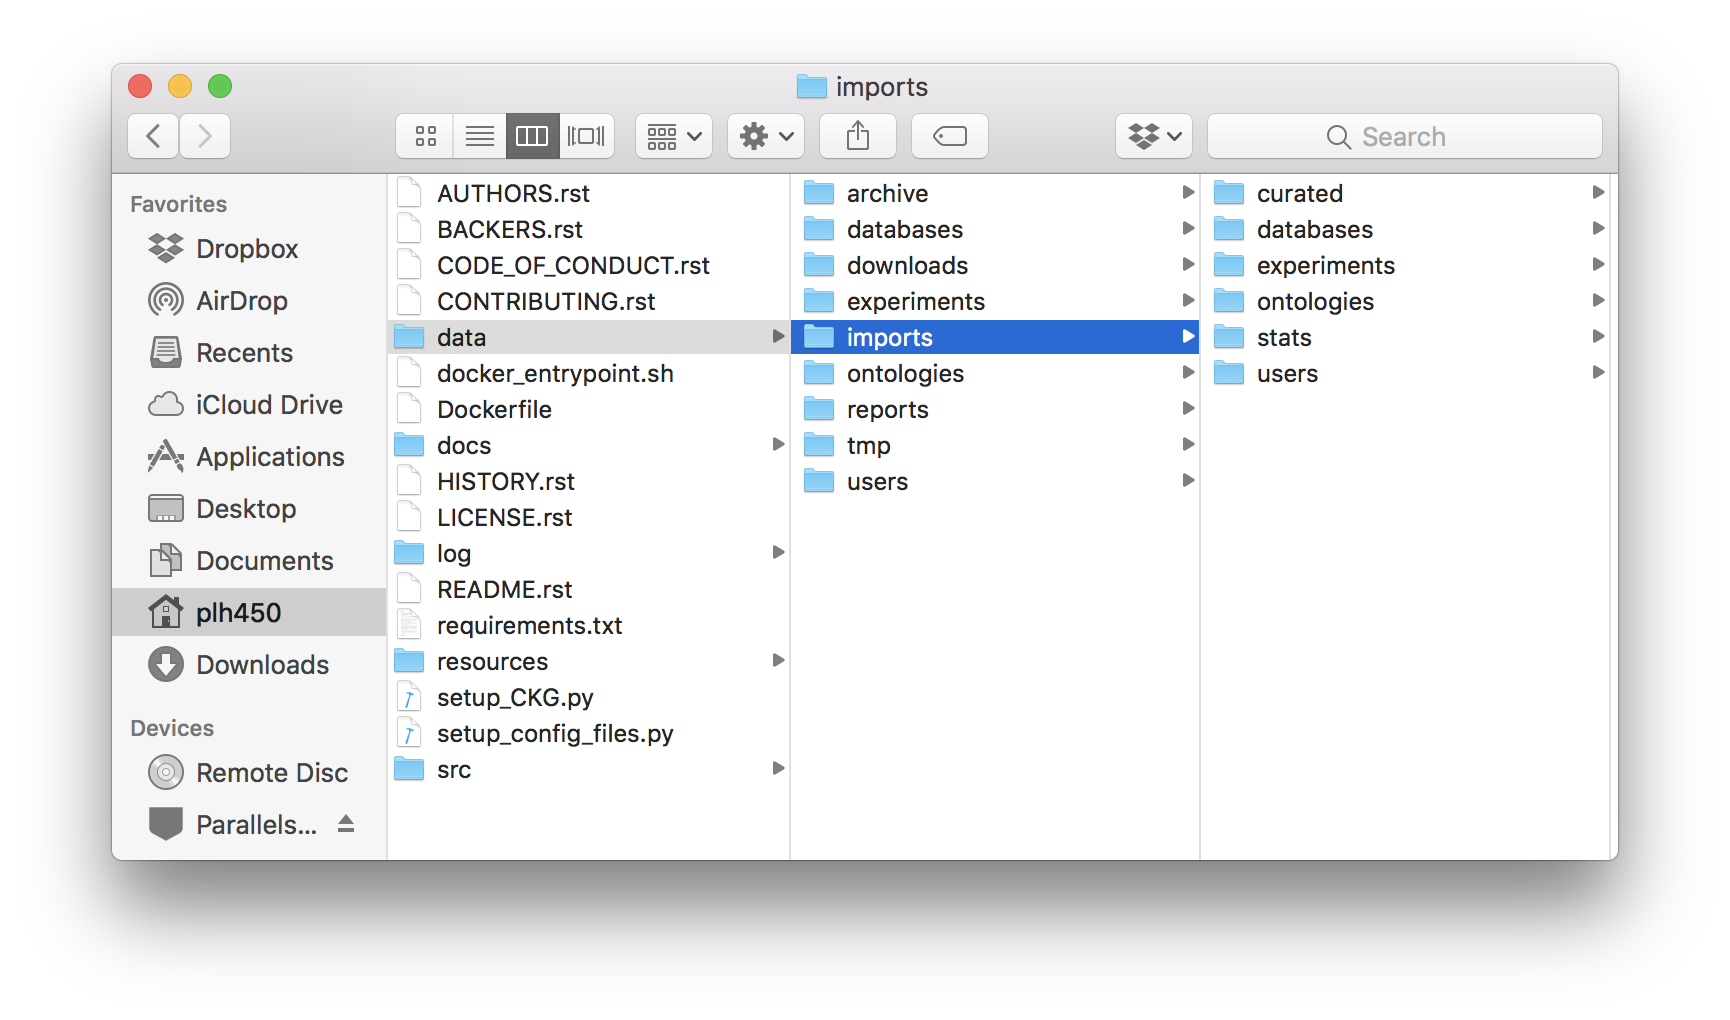 imports
Search
Favorites
Dropbox
AirDrop
Recents
iCloud Drive
Applications
Desktop
Documents
plh450
Downloads
Devices
Remote Disc
Parallels...
AUTHORS.rst
BACKERS.rst
CODE_OF_CONDUCT.rst
CONTRIBUTING.rst
data
docker_entrypoint.sh
Dockerfile
docs
HISTORY.rst
LICENSE.rst
log
README.rst
requirements.txt
resources
setup_CKG.py
setup_config_files.py
src
archive
databases
downloads
experiments
imports
ontologies
reports
tmp
users
curated
databases
experiments
ontologies
stats
users